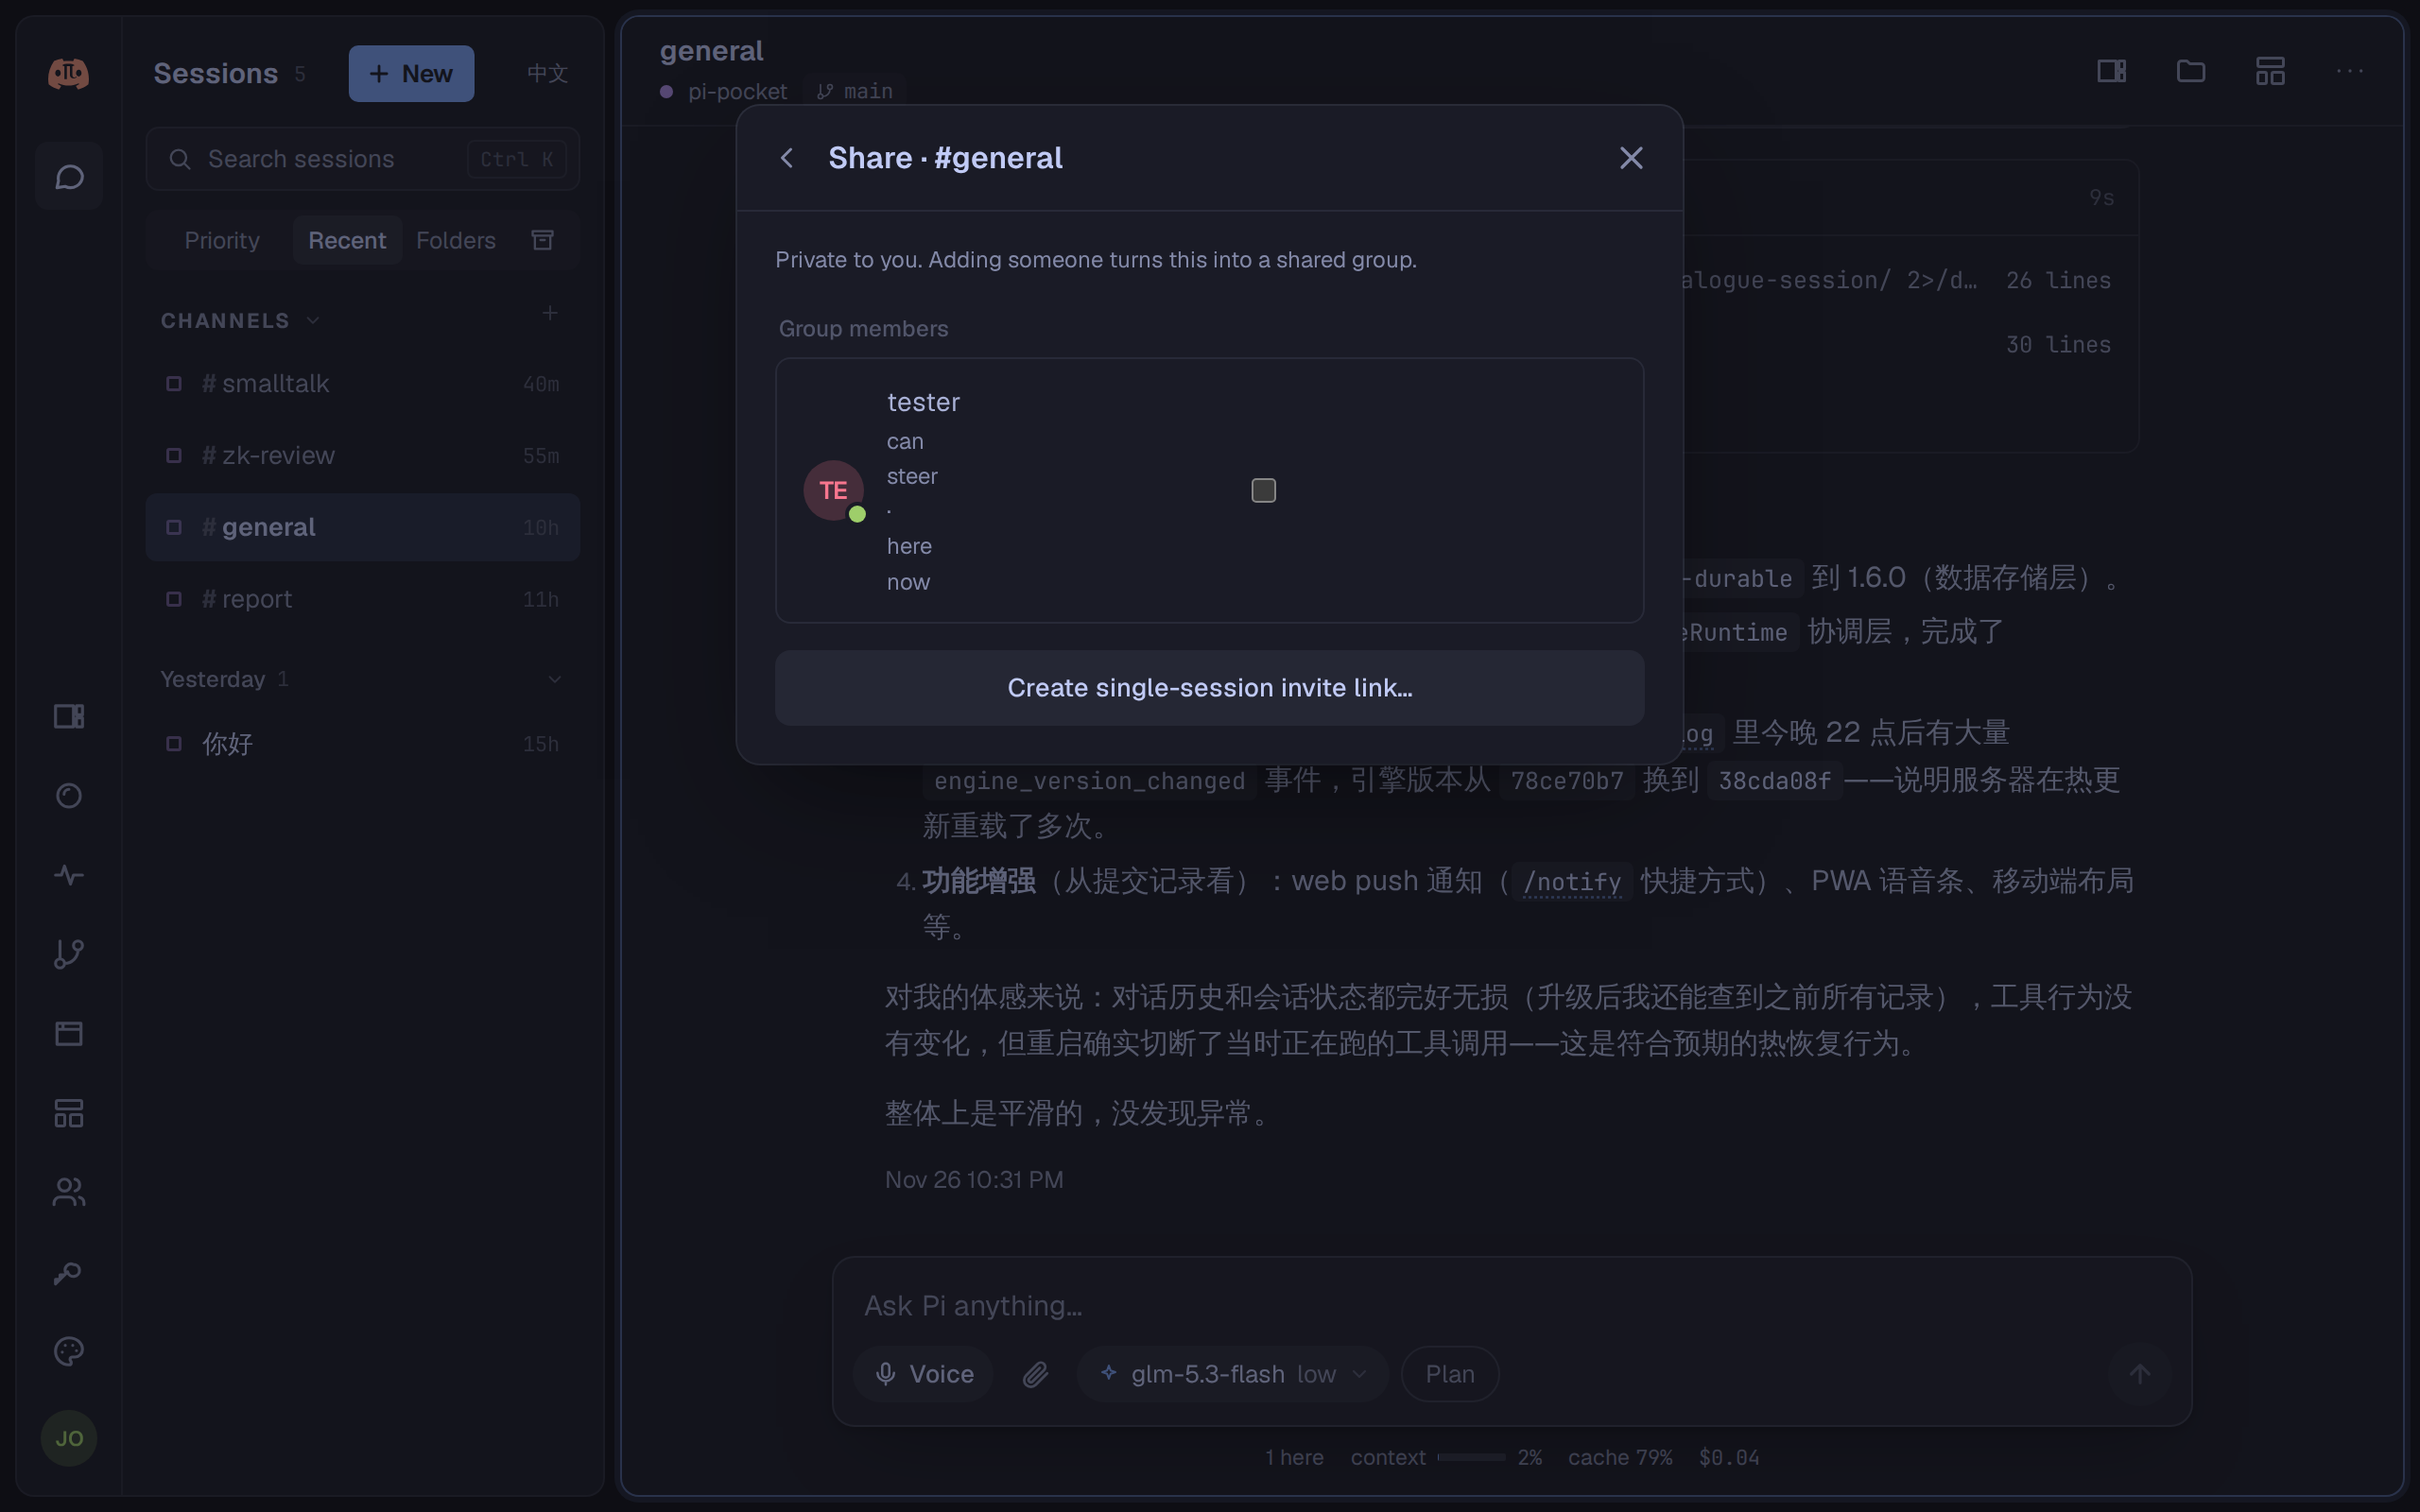 Sessions 5
+ New
中文
Search sessions
Ctrl K
Priority
Recent
Folders
CHANNELS
# smalltalk 40m
# zk-review 55m
# general 10h
# report 11h
Yesterday 1
你好 15h
JO
general
pi-pocket
main
···
Share · #general
Private to you. Adding someone turns this into a shared group.
Group members
TE
tester
can
steer
·
here
now
Create single-session invite link…
9s
alogue-session/ 2>/d… 26 lines
30 lines
-durable 到 1.6.0（数据存储层）。
eRuntime 协调层，完成了
og 里今晚 22 点后有大量
engine_version_changed 事件，引擎版本从 78ce70b7 换到 38cda08f——说明服务器在热更
新重载了多次。
4. 功能增强（从提交记录看）：web push 通知（/notify 快捷方式）、PWA 语音条、移动端布局
等。
对我的体感来说：对话历史和会话状态都完好无损（升级后我还能查到之前所有记录），工具行为没
有变化，但重启确实切断了当时正在跑的工具调用——这是符合预期的热恢复行为。
整体上是平滑的，没发现异常。
Nov 26 10:31 PM
Ask Pi anything…
Voice
glm-5.3-flash low
Plan
1 here context 2% cache 79% $0.04